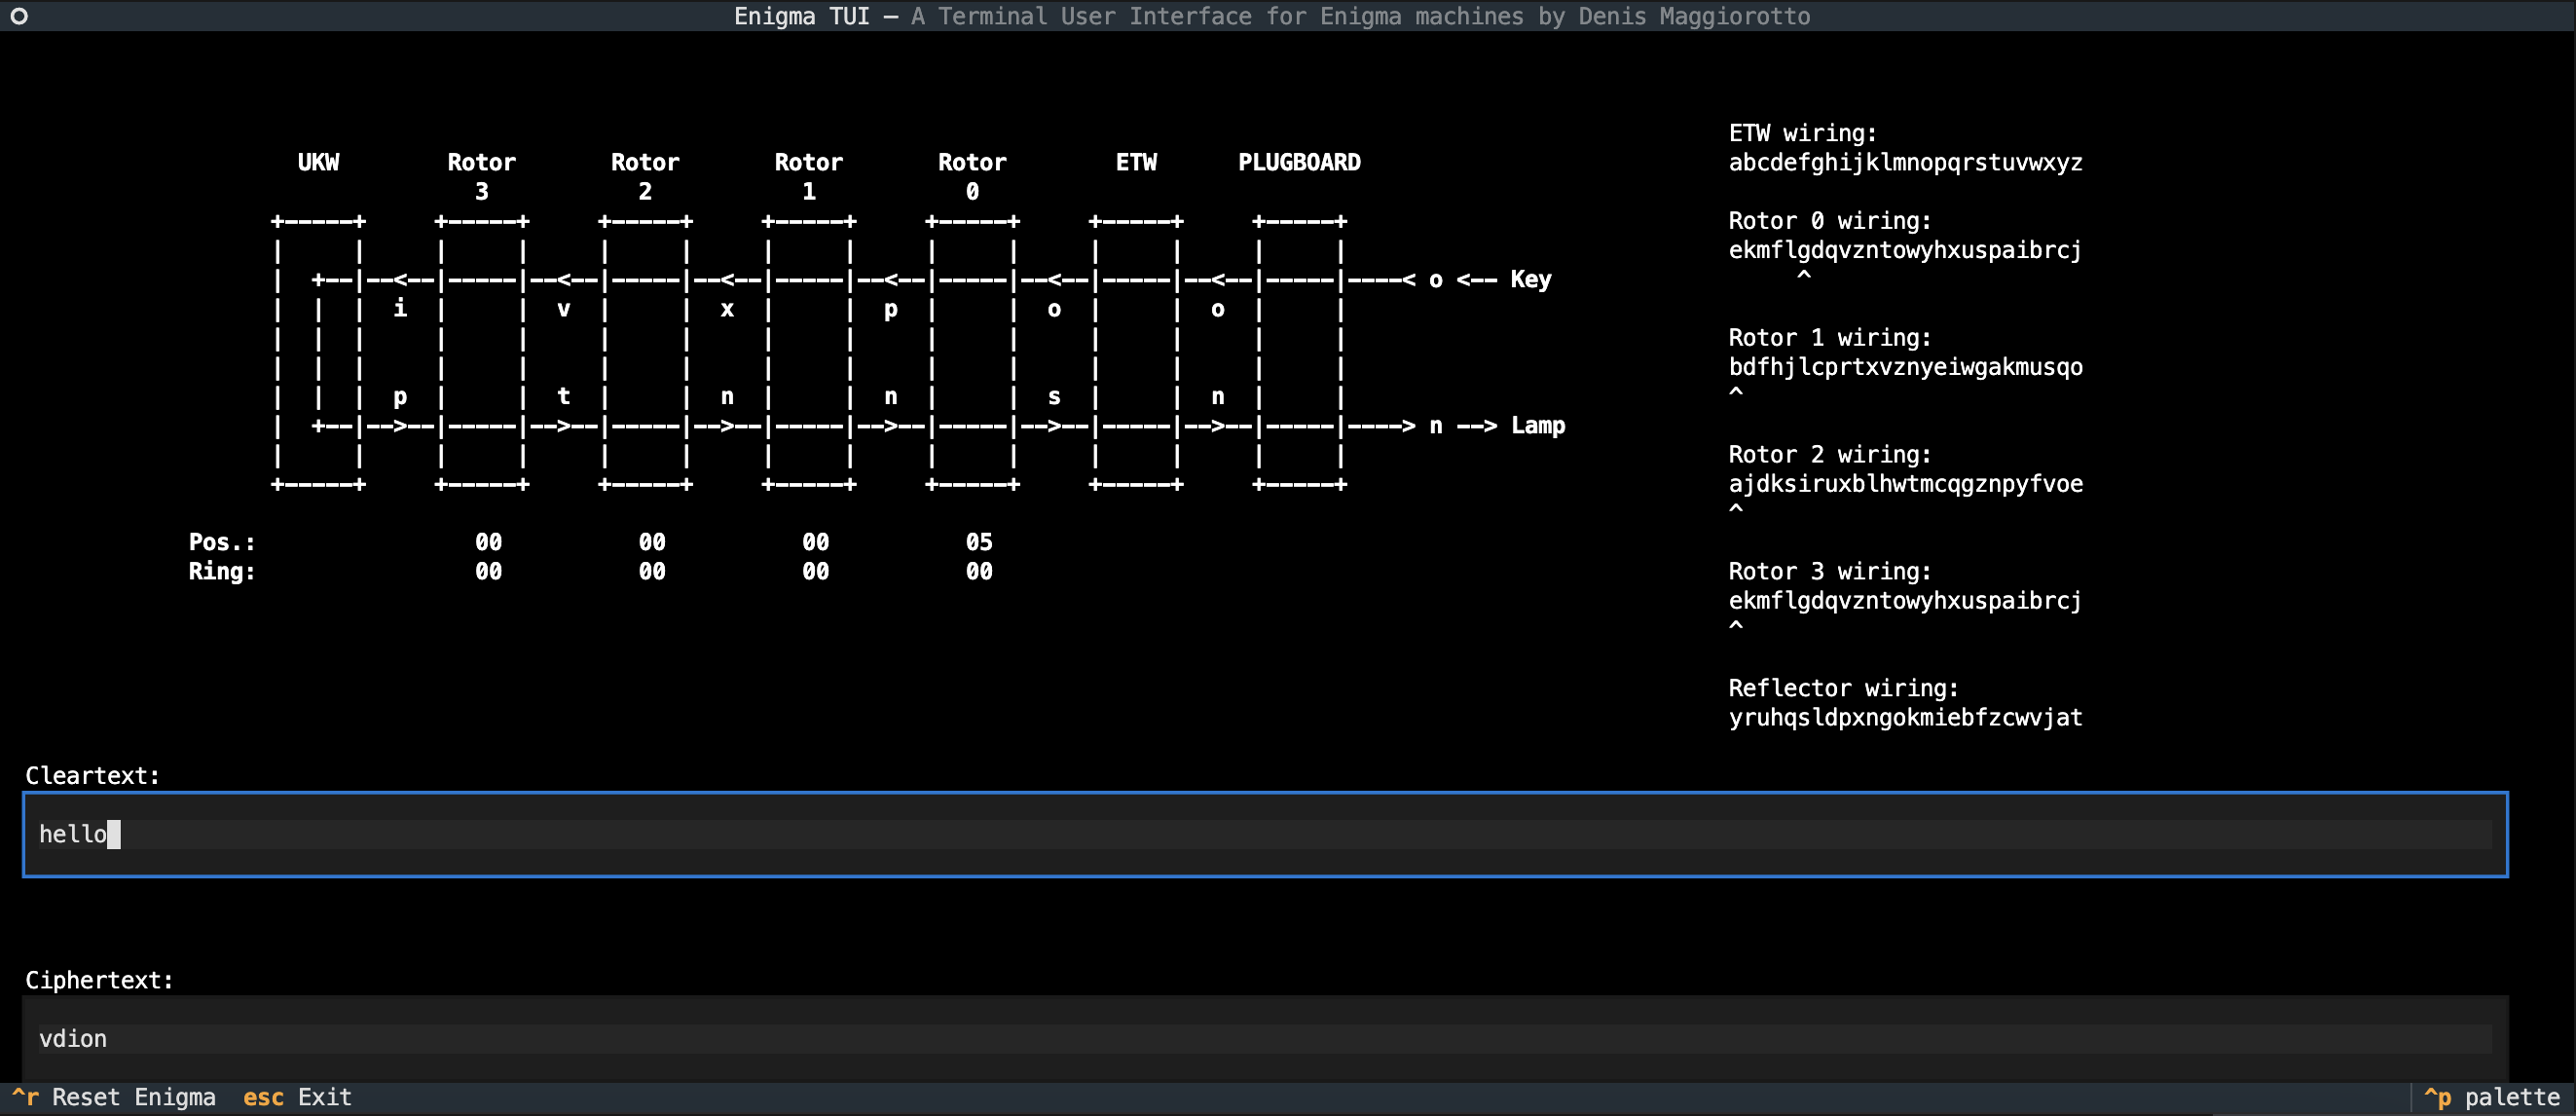 Enigma TUI — A Terminal User Interface for Enigma machines by Denis Maggiorotto
UKW Rotor Rotor Rotor Rotor ETW PLUGBOARD
3 2 1 0
+-----+ +-----+ +-----+ +-----+ +-----+ +-----+ +-----+
| | | | | | | | | | | | | |
| +--|--<--|-----|--<--|-----|--<--|-----|--<--|-----|--<--|-----|--<--|-----|----< o <-- Key
| | | i | | v | | x | | p | | o | | o | |
| | | | | | | | | | | | | | |
| | | | | | | | | | | | | | |
| | | p | | t | | n | | n | | s | | n | |
| +--|-->--|-----|-->--|-----|-->--|-----|-->--|-----|-->--|-----|-->--|-----|----> n --> Lamp
| | | | | | | | | | | | | |
+-----+ +-----+ +-----+ +-----+ +-----+ +-----+ +-----+
Pos.: 00 00 00 05
Ring: 00 00 00 00
ETW wiring:
abcdefghijklmnopqrstuvwxyz
Rotor 0 wiring:
ekmflgdqvzntowyhxuspaibrcj
^
Rotor 1 wiring:
bdfhjlcprtxvznyeiwgakmusqo
^
Rotor 2 wiring:
ajdksiruxblhwtmcqgznpyfvoe
^
Rotor 3 wiring:
ekmflgdqvzntowyhxuspaibrcj
^
Reflector wiring:
yruhqsldpxngokmiebfzcwvjat
Cleartext:
hello
Ciphertext:
vdion
^r Reset Enigma esc Exit ^p palette